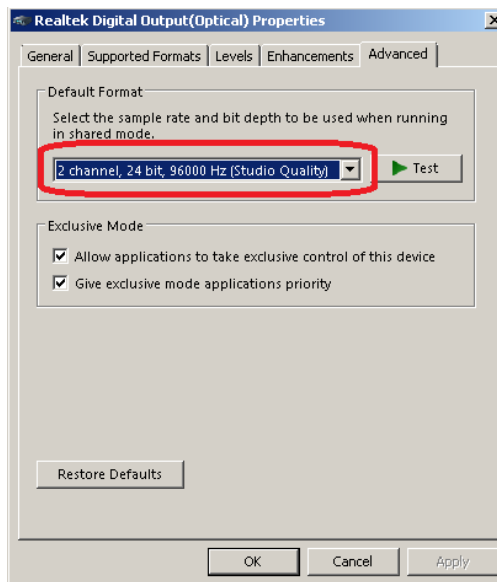 Realtek Digital Output(Optical) Properties
General Supported Formats Levels Enhancements Advanced
Default Format
Select the sample rate and bit depth to be used when running
in shared mode.
2 channel, 24 bit, 96000 Hz (Studio Quality) Test
Exclusive Mode
Allow applications to take exclusive control of this device
Give exclusive mode applications priority
Restore Defaults
OK Cancel Apply